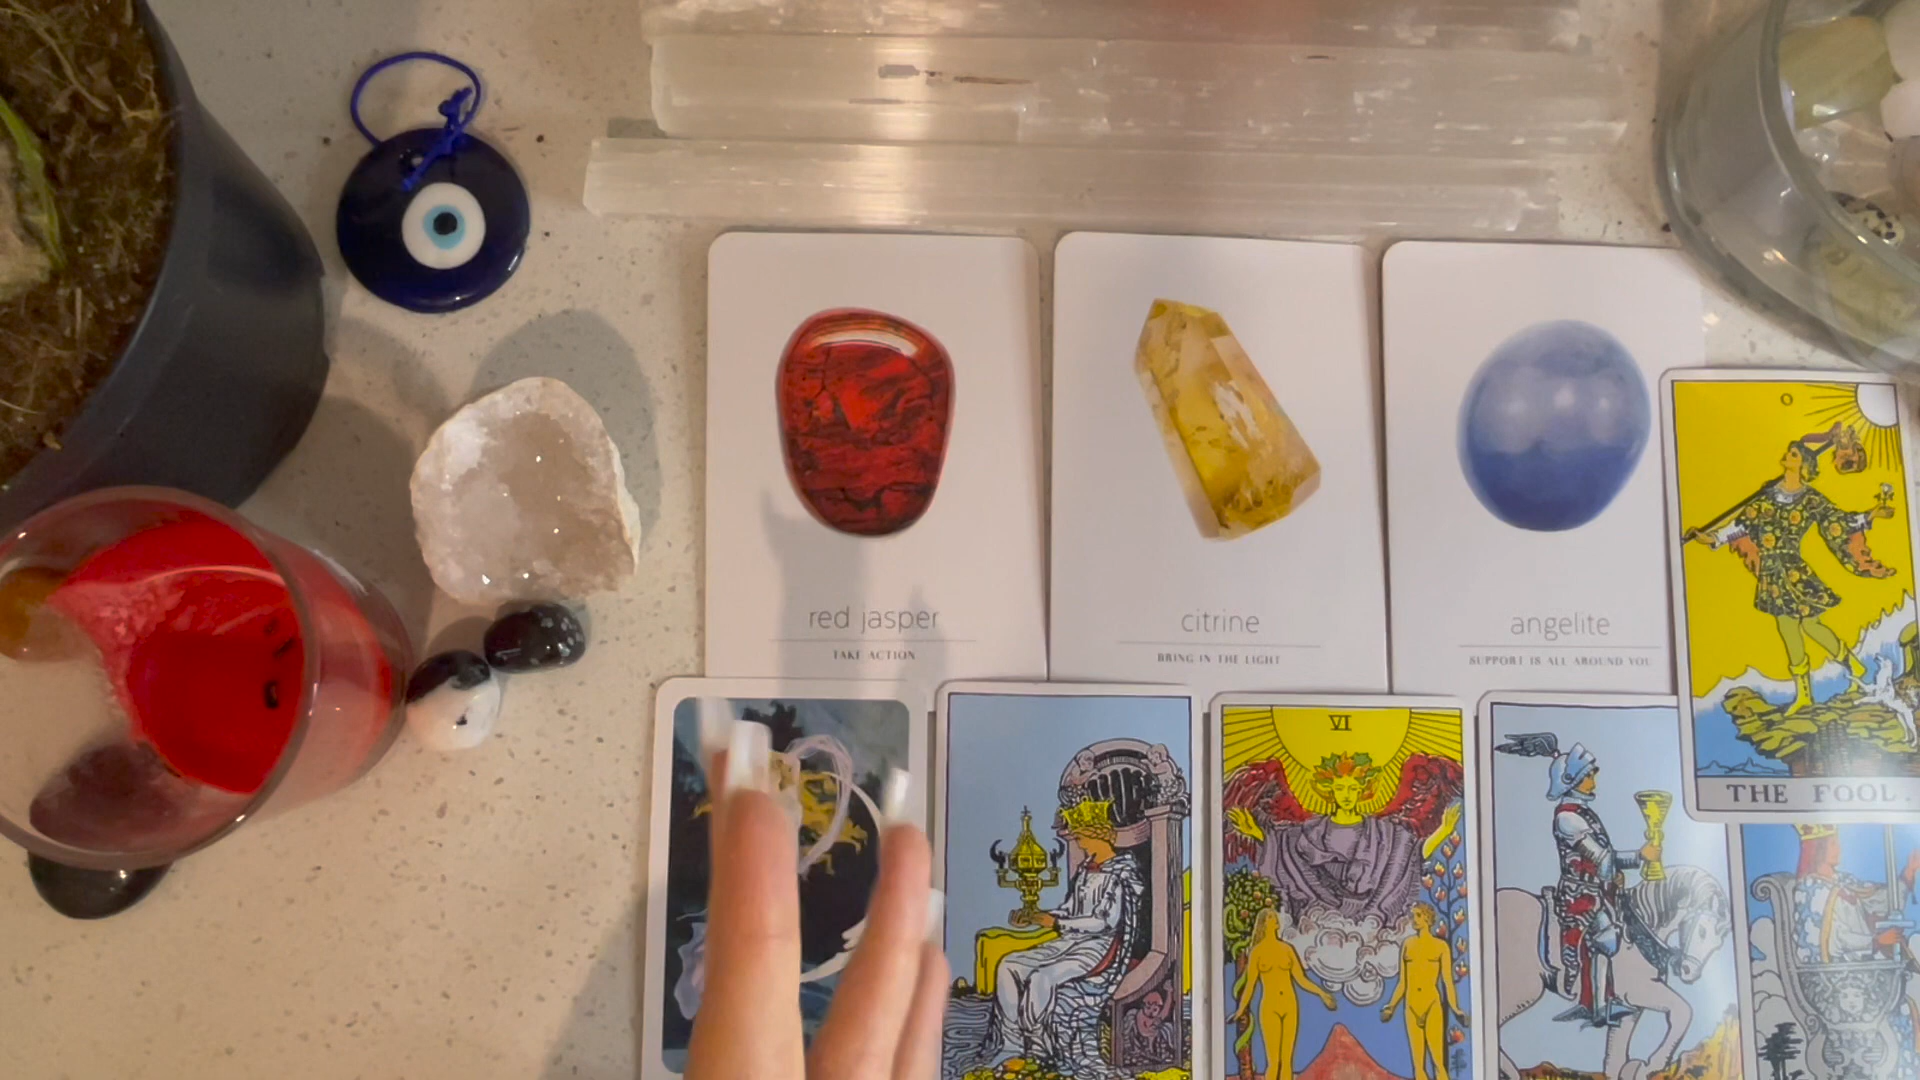 red jasper
TAKE ACTION
citrine
BRING IN THE LIGHT
angelite
SUPPORT IS ALL AROUND YOU
0
THE FOOL.
VI